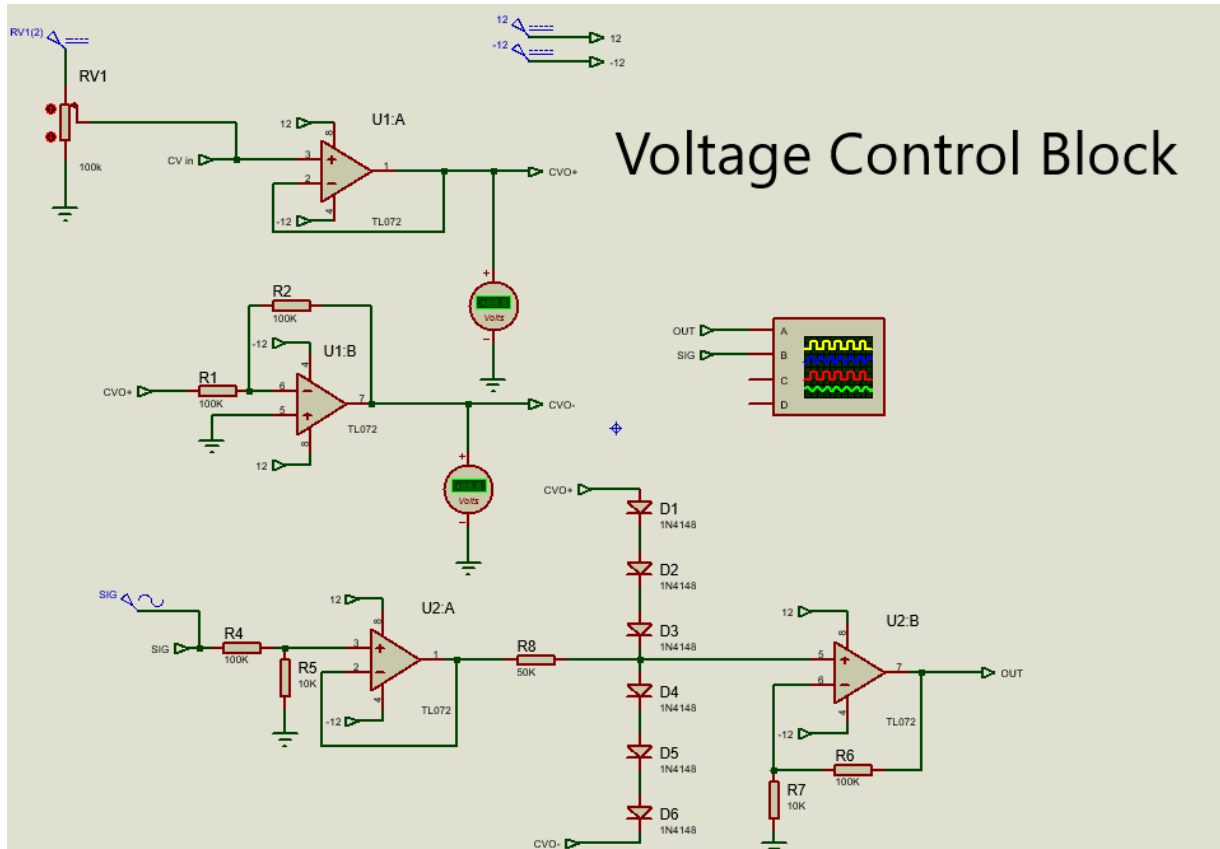 RV1(2)
12
12
-12
-12
RV1
100k
CV in
12
U1:A
8
3
1
2
4
-12
TL072
CVO+
Voltage Control Block
Volts
R2
100K
-12
U1:B
4
CVO+
R1
100K
6
7
5
TL072
8
12
CVO-
Volts
OUT
A
SIG
B
C
D
CVO+
D1
1N4148
D2
1N4148
D3
1N4148
D4
1N4148
D5
1N4148
D6
1N4148
CVO-
SIG
SIG
R4
100K
R5
10K
12
U2:A
8
3
1
2
4
-12
TL072
R8
50K
12
U2:B
8
5
7
6
4
-12
TL072
OUT
R6
100K
R7
10K